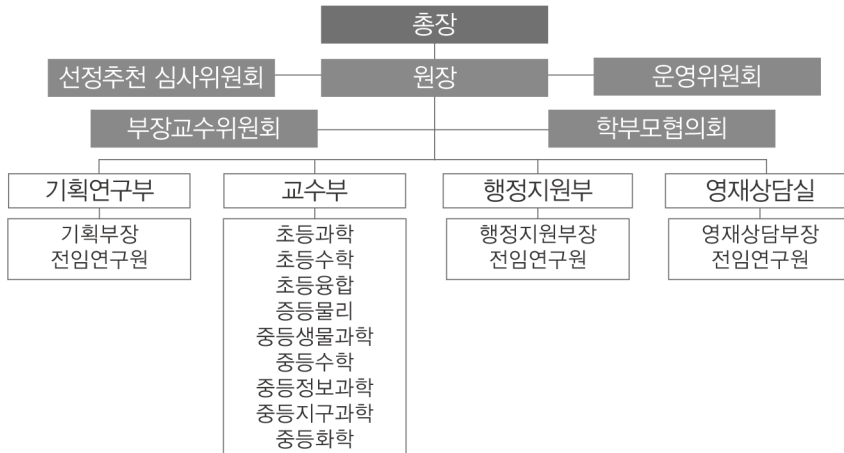 총장
선정추천 심사위원회
원장
운영위원회
부장교수위원회
학부모협의회
기획연구부
교수부
행정지원부
영재상담실
기획부장
전임연구원
초등과학
초등수학
초등융합
증등물리
중등생물과학
중등수학
중등정보과학
중등지구과학
중등화학
행정지원부장
전임연구원
영재상담부장
전임연구원